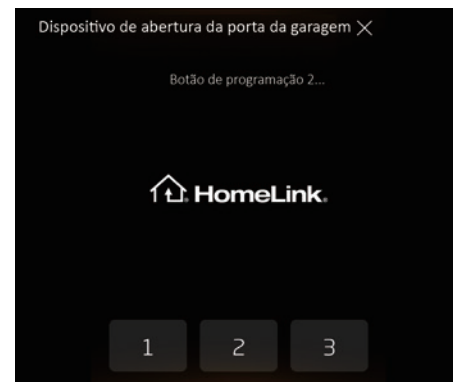 Dispositivo de abertura da porta da garagem
Botão de programação 2...
HomeLink.
1 2 3